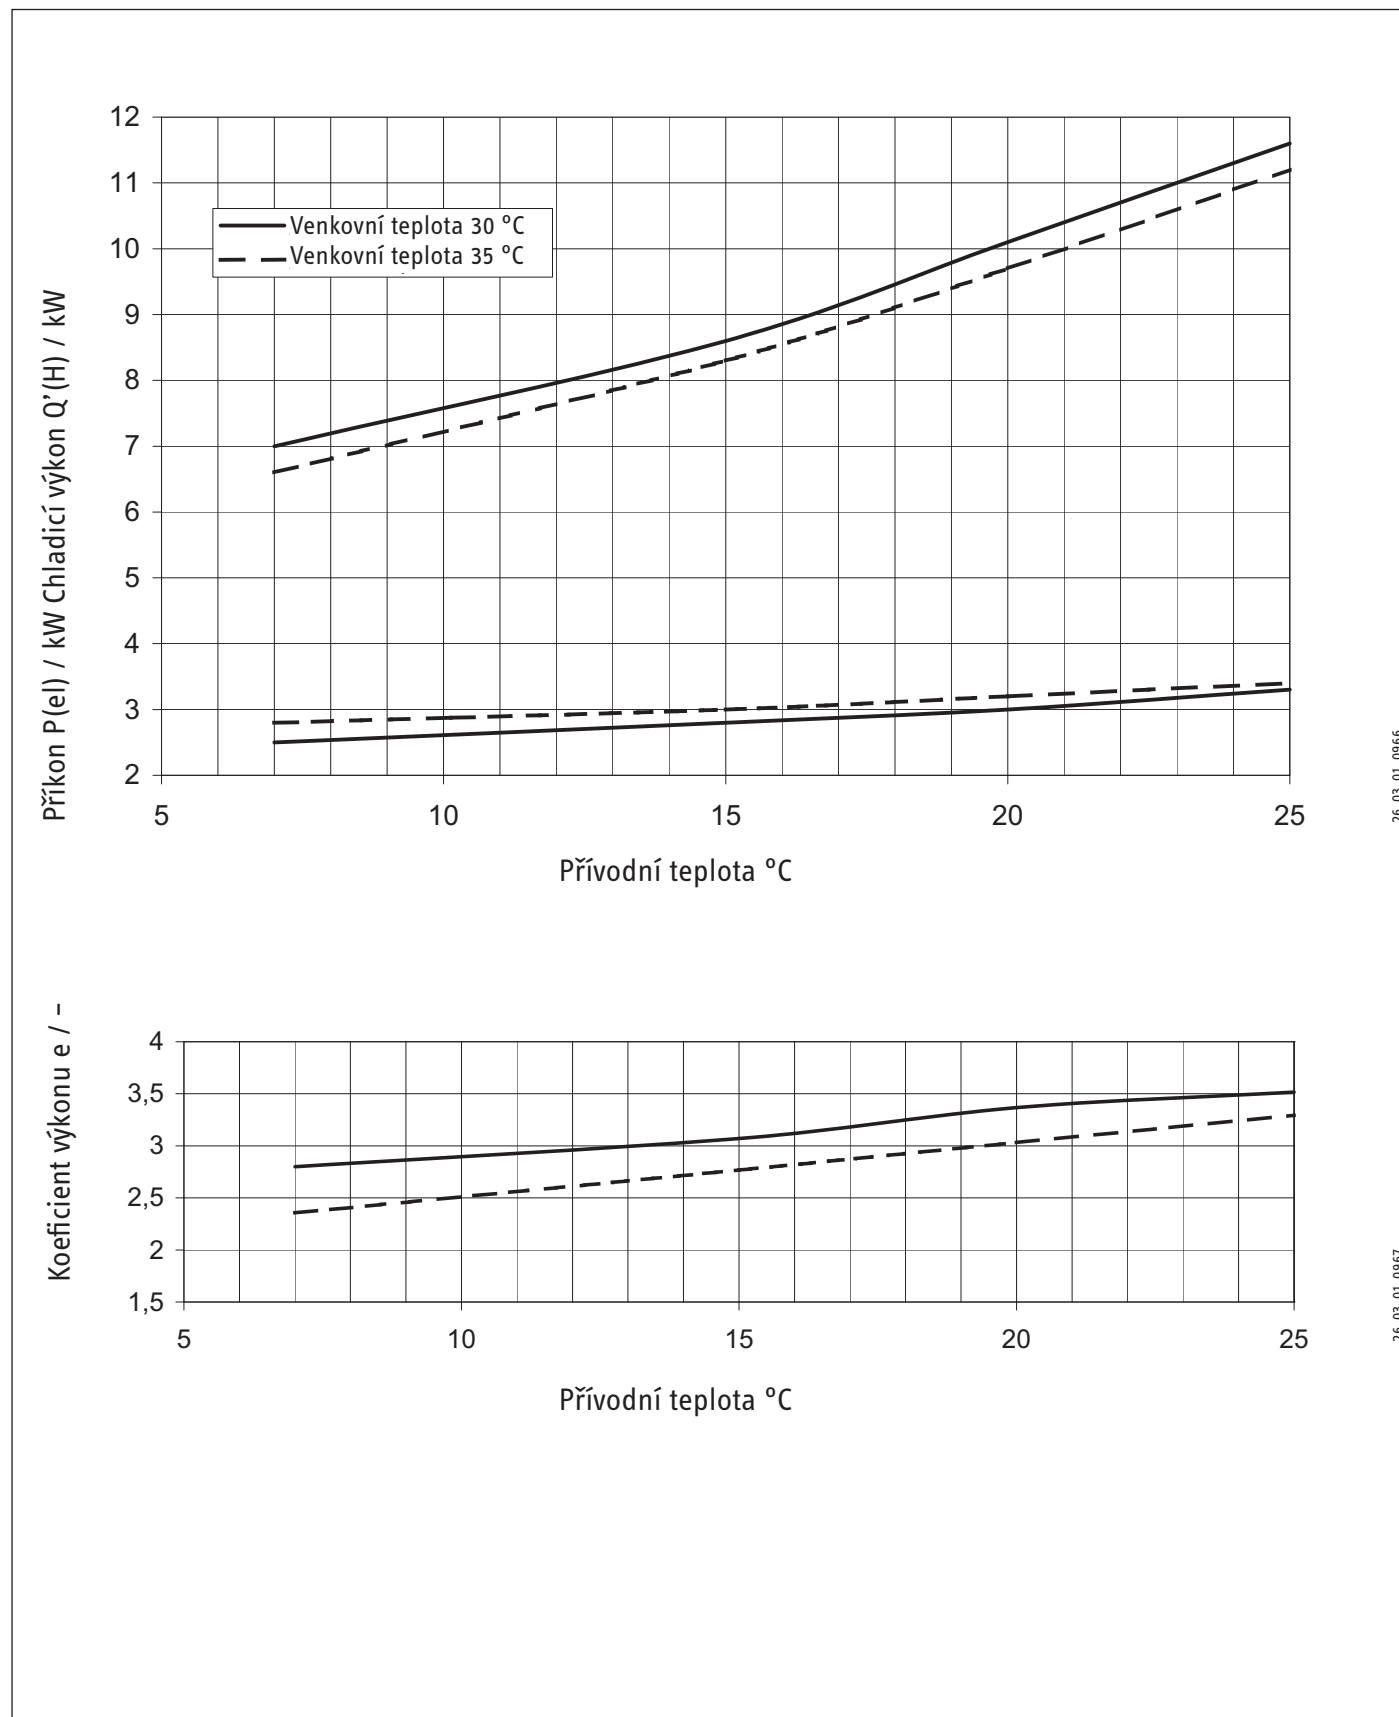 12
11
10
9
8
7
6
5
4
3
2
Venkovní teplota 30 °C
Venkovní teplota 35 °C
Příkon P(el) / kW Chladicí výkon Q’(H) / kW
5 10 15 20 25
Přívodní teplota °C
26_03_01_0966
Koeficient výkonu e / –
4
3,5
3
2,5
2
1,5
5 10 15 20 25
Přívodní teplota °C
26_03_01_0967